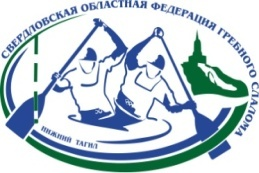 СВЕРДЛОВСКАЯ ОБЛАСТНАЯ ФЕДЕРАЦИЯ ГРЕБНОГО СЛАЛОМА
НИЖНИЙ ТАГИЛ